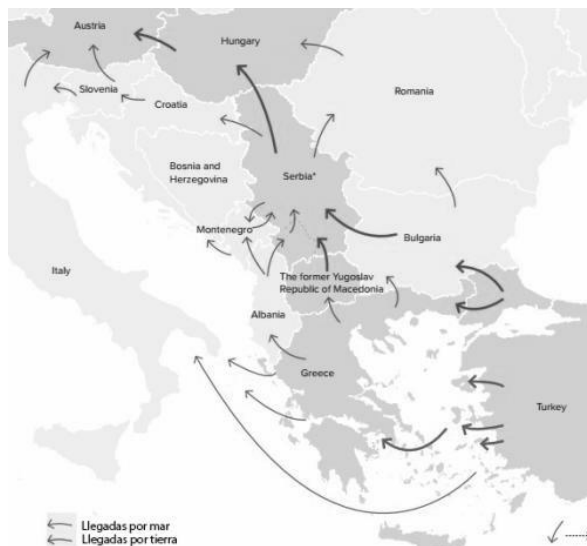 Austria
Hungary
Slovenia
Croatia
Romania
Bosnia and
Herzegovina
Serbia*
Montenegro
Bulgaria
Italy
The former Yugoslav
Republic of Macedonia
Albania
Greece
Turkey
Llegadas por mar
Llegadas por tierra